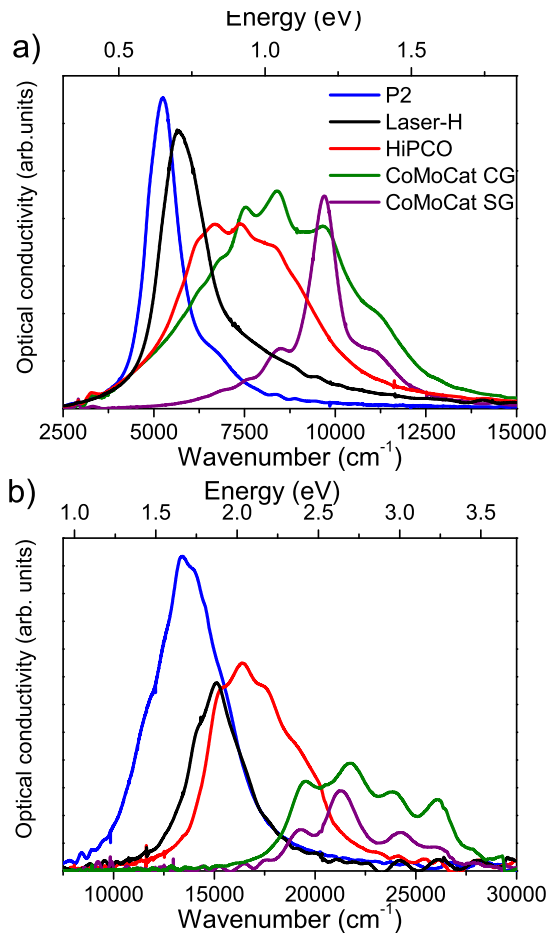 Energy (eV)
a)
0.5 1.0 1.5
P2
Laser-H
HiPCO
CoMoCat CG
CoMoCat SG
Optical conductivity (arb.units)
2500 5000 7500 10000 12500 15000
Wavenumber (cm⁻¹)
b)
Energy (eV)
1.0 1.5 2.0 2.5 3.0 3.5
Optical conductivity (arb. units)
10000 15000 20000 25000 30000
Wavenumber (cm⁻¹)